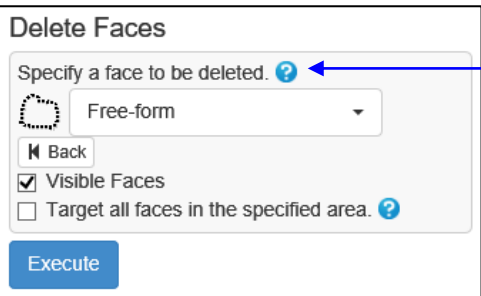 Delete Faces
Specify a face to be deleted. ?
Free-form
Back
Visible Faces
Target all faces in the specified area. ?
Execute